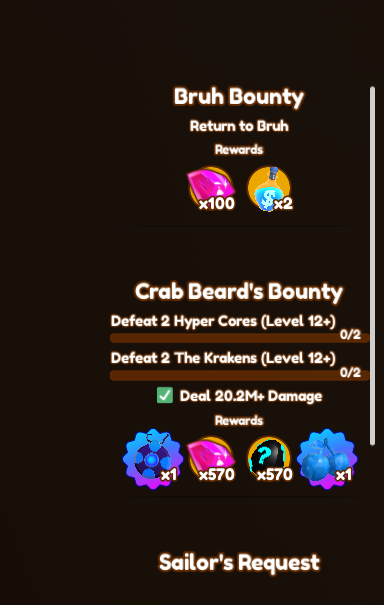 Bruh Bounty
Return to Bruh
Rewards
x100
x2
Crab Beard's Bounty
Defeat 2 Hyper Cores (Level 12+)
0/2
Defeat 2 The Krakens (Level 12+)
0/2
Deal 20.2M+ Damage
Rewards
x1 x570 ? x570 x1
Sailor's Request